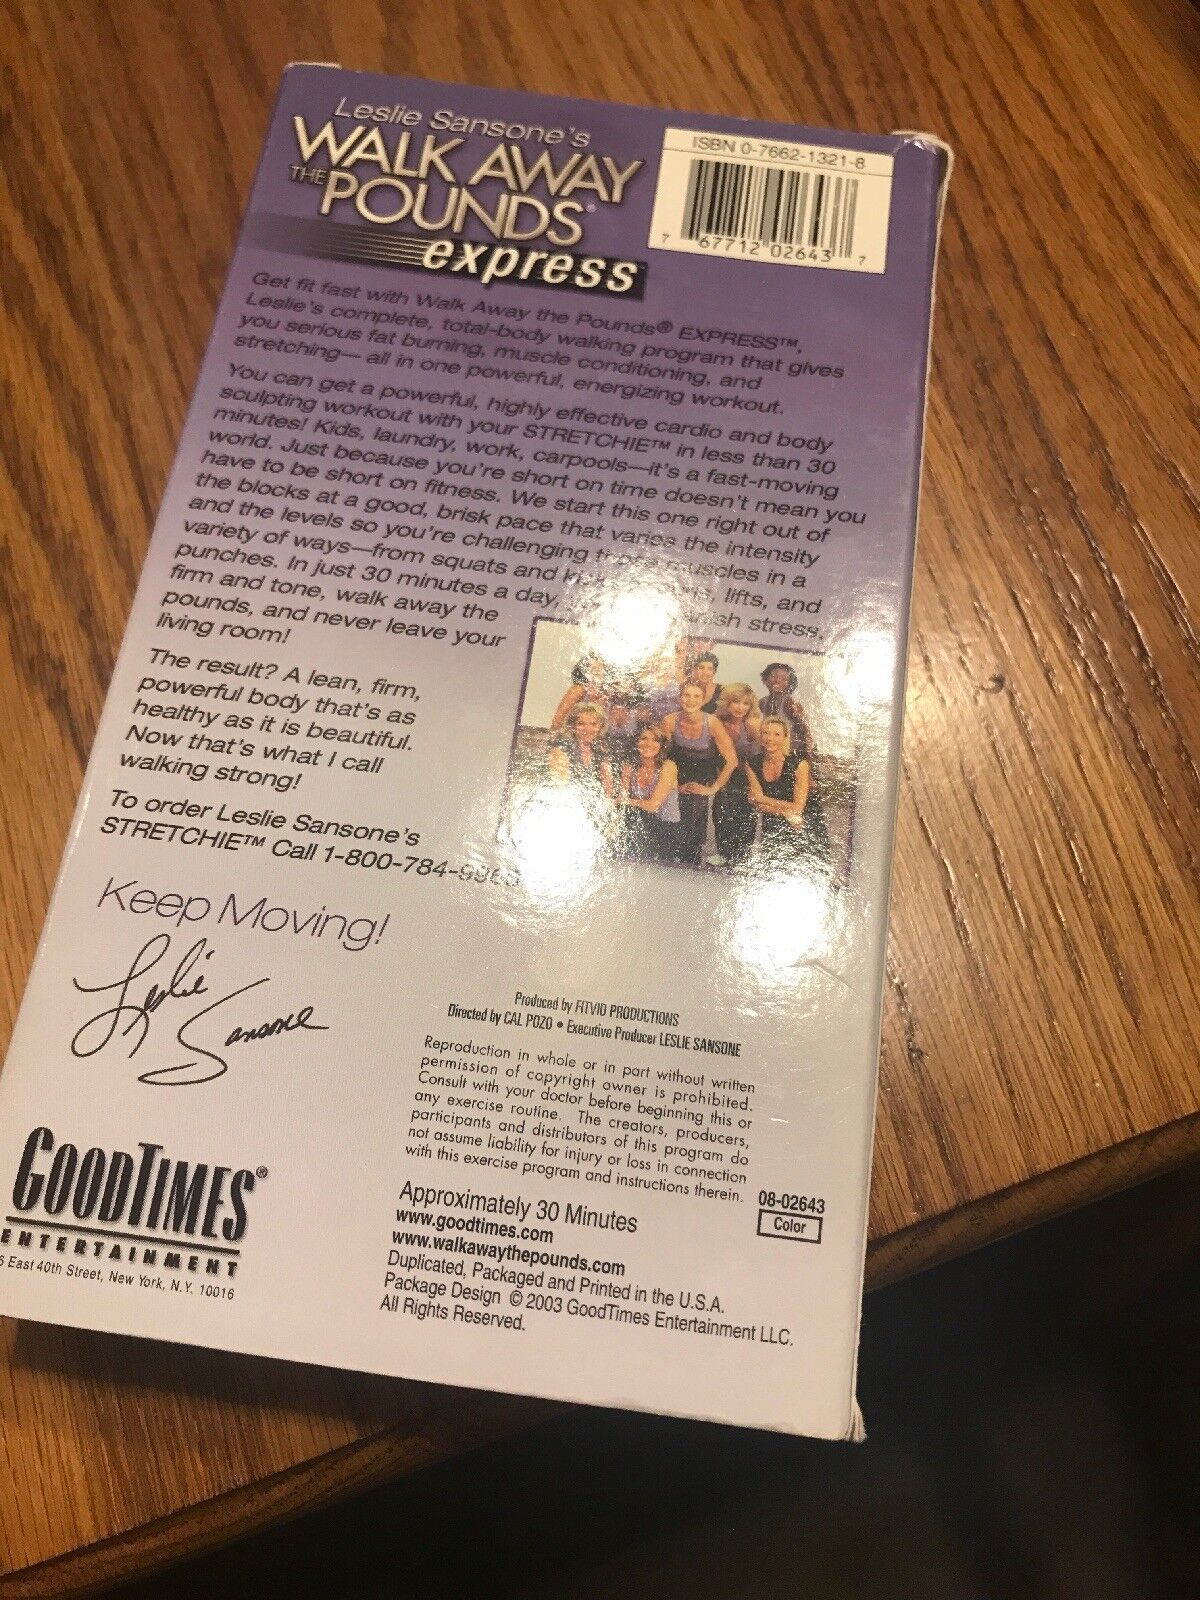 Leslie Sansone's
WALK AWAY
THE POUNDS®
express
ISBN 0-7662-1321-8
7 67712 02643 7
Get fit fast with Walk Away the Pounds® EXPRESS™,
Leslie's complete, total-body walking program that gives
you serious fat burning, muscle conditioning, and
stretching— all in one powerful, energizing workout.
You can get a powerful, highly effective cardio and body
sculpting workout with your STRETCHIE™ in less than 30
minutes! Kids, laundry, work, carpools—it's a fast-moving
world. Just because you're short on time doesn't mean you
have to be short on fitness. We start this one right out of
the blocks at a good, brisk pace that varies the intensity
and the levels so you're challenging those muscles in a
variety of ways—from squats and lifts, and
punches. In just 30 minutes a day, stress,
firm and tone, walk away the
pounds, and never leave your
living room!
The result? A lean, firm,
powerful body that's as
healthy as it is beautiful.
Now that's what I call
walking strong!
To order Leslie Sansone's
STRETCHIE™ Call 1-800-784-
Keep Moving!
Leslie
Sansone
Produced by FITVID PRODUCTIONS
Directed by CAL POZO • Executive Producer LESLIE SANSONE
Reproduction in whole or in part without written
permission of copyright owner is prohibited.
Consult with your doctor before beginning this or
any exercise routine. The creators, producers,
participants and distributors of this program do
not assume liability for injury or loss in connection
with this exercise program and instructions therein.
08-02643
Color
GOODTIMES®
ENTERTAINMENT
6 East 40th Street, New York, N.Y. 10016
Approximately 30 Minutes
www.goodtimes.com
www.walkawaythepounds.com
Duplicated, Packaged and Printed in the U.S.A.
Package Design © 2003 GoodTimes Entertainment LLC.
All Rights Reserved.